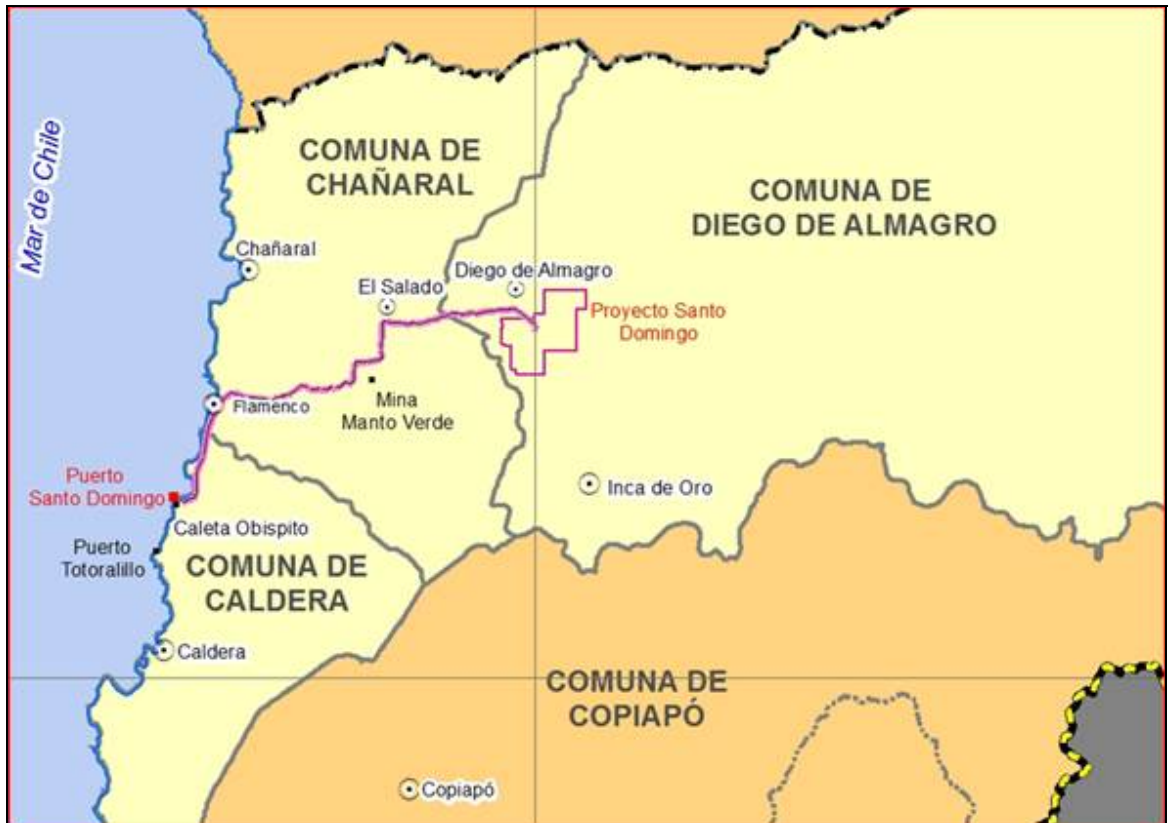 Mar de Chile
COMUNA DE
CHAÑARAL
COMUNA DE
DIEGO DE ALMAGRO
Chañaral
El Salado
Diego de Almagro
Proyecto Santo
Domingo
Flamenco
Mina
Manto Verde
Puerto
Santo Domingo
Inca de Oro
Caleta Obispito
Puerto
Totoralillo
COMUNA DE
CALDERA
Caldera
COMUNA DE
COPIAPÓ
Copiapó